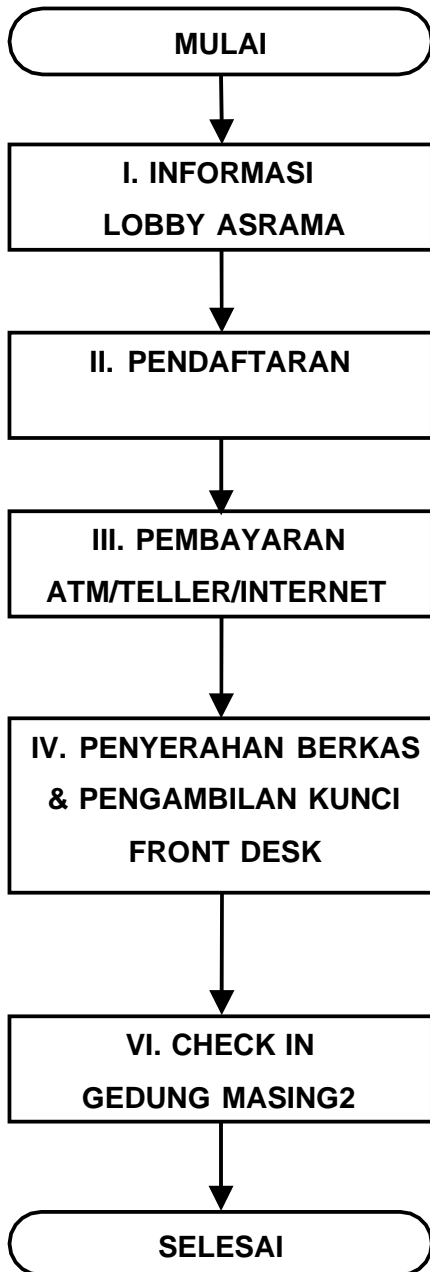 MULAI
I. INFORMASI
LOBBY ASRAMA
II. PENDAFTARAN
III. PEMBAYARAN
ATM/TELLER/INTERNET
IV. PENYERAHAN BERKAS
& PENGAMBILAN KUNCI
FRONT DESK
VI. CHECK IN
GEDUNG MASING2
SELESAI